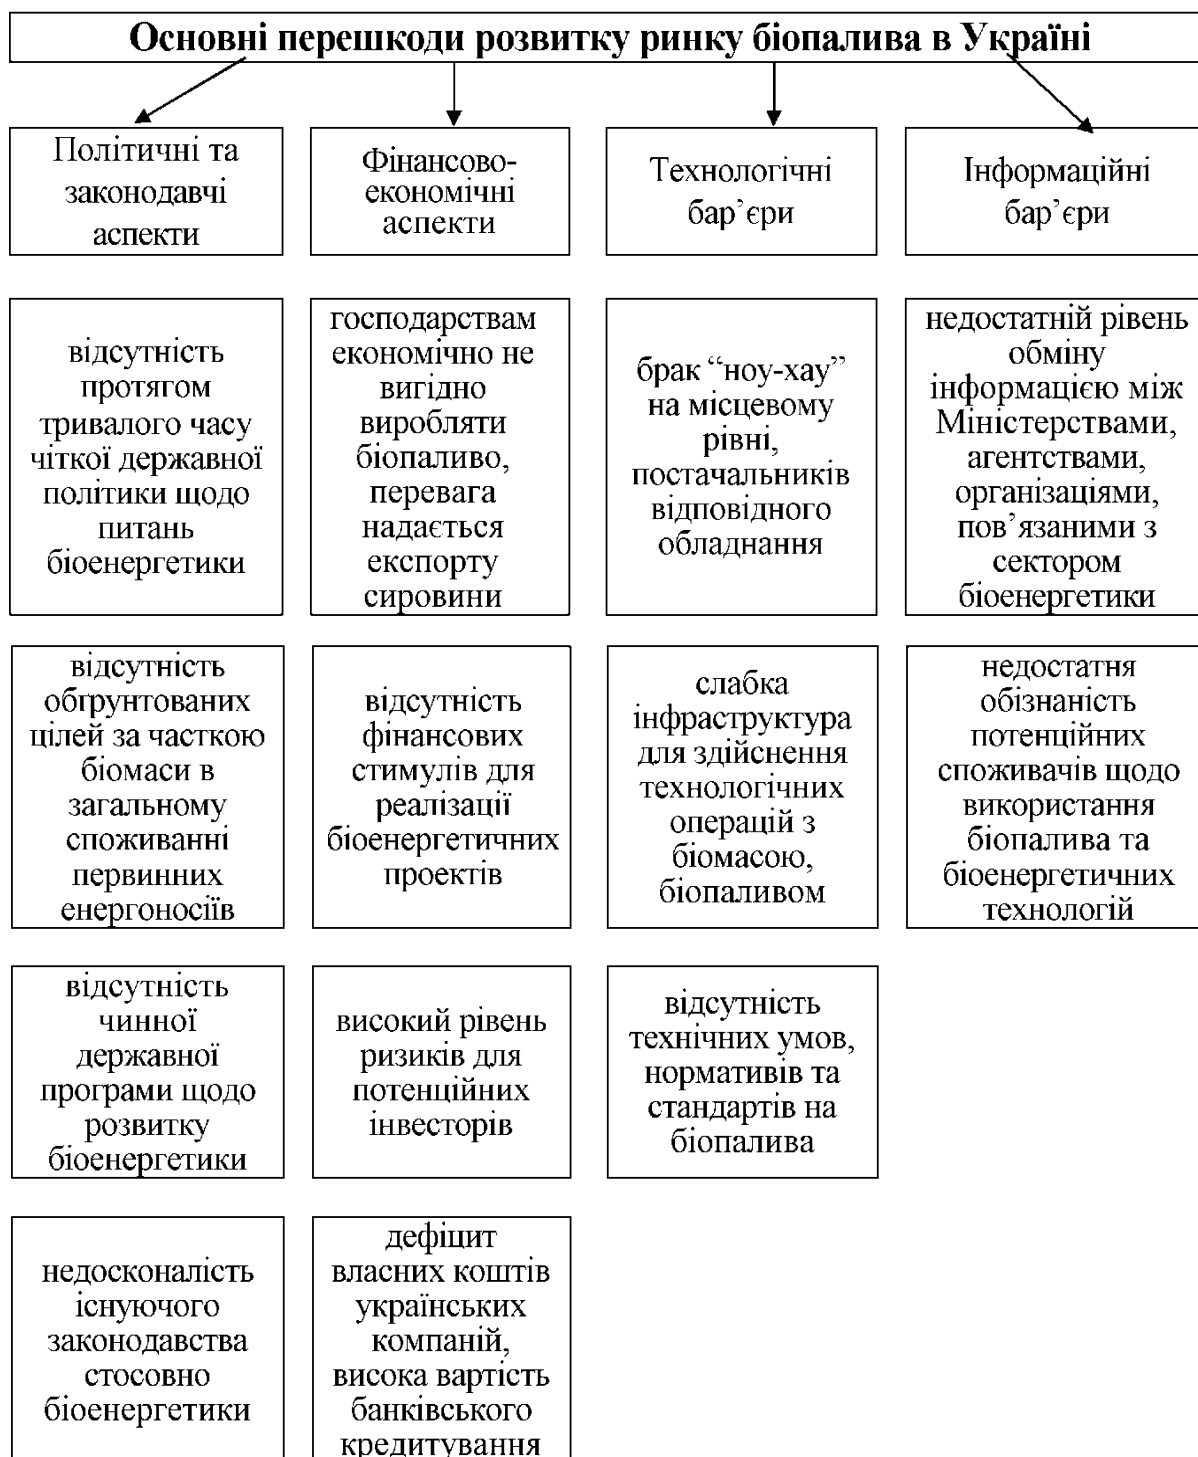 Основні перешкоди розвитку ринку біопалива в Україні
Політичні та
законодавчі
аспекти
Фінансово-
економічні
аспекти
Технологічні
бар’єри
Інформаційні
бар’єри
відсутність
протягом
тривалого часу
чіткої державної
політики щодо
питань
біоенергетики
господарствам
економічно не
вигідно
виробляти
біопаливо,
перевага
надається
експорту
сировини
брак “ноу-хау”
на місцевому
рівні,
постачальників
відповідного
обладнання
недостатній рівень
обміну
інформацією між
Міністерствами,
агентствами,
організаціями,
пов’язаними з
сектором
біоенергетики
відсутність
обґрунтованих
цілей за часткою
біомаси в
загальному
споживанні
первинних
енергоносіїв
відсутність
фінансових
стимулів для
реалізації
біоенергетичних
проектів
слабка
інфраструктура
для здійснення
технологічних
операцій з
біомасою,
біопаливом
недостатня
обізнаність
потенційних
споживачів щодо
використання
біопалива та
біоенергетичних
технологій
відсутність
чинної
державної
програми щодо
розвитку
біоенергетики
високий рівень
ризиків для
потенційних
інвесторів
відсутність
технічних умов,
нормативів та
стандартів на
біопалива
недосконалість
існуючого
законодавства
стосовно
біоенергетики
дефіцит
власних коштів
українських
компаній,
висока вартість
банківського
кредитування